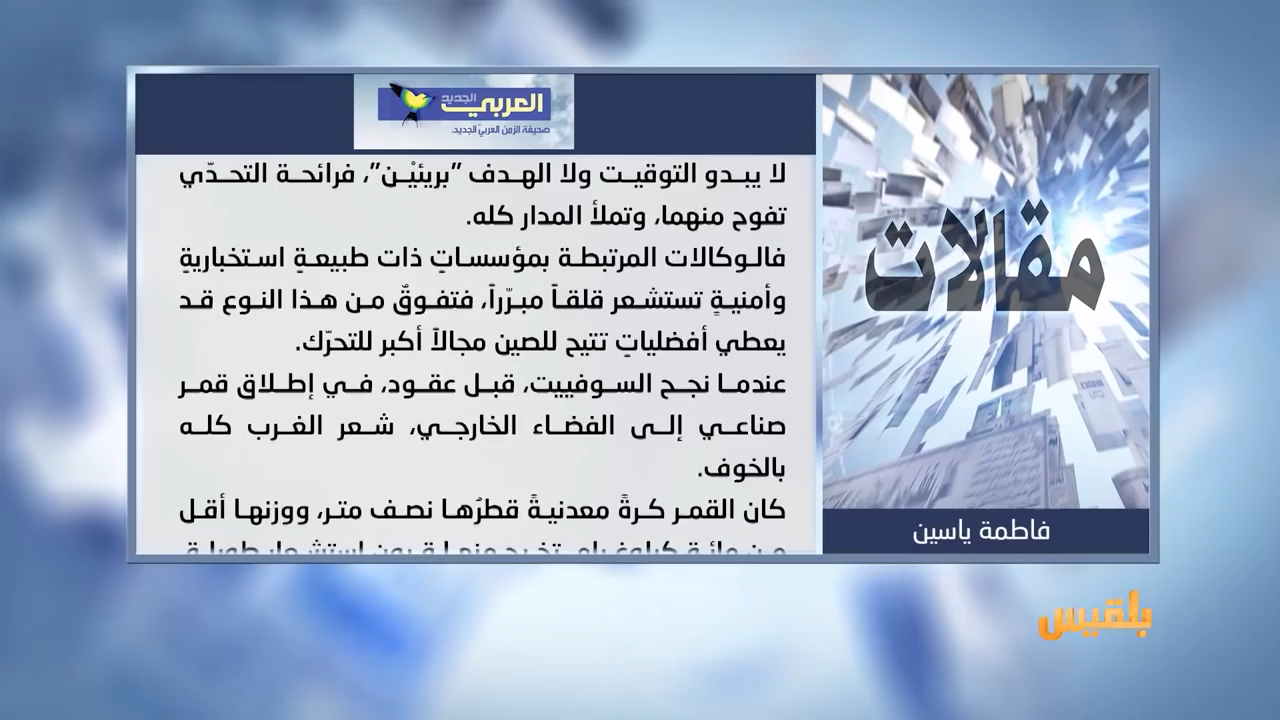 العربي الجديد
صحيفة الزمن العربيّ الجديد.
لا يبدو التوقيت ولا الهدف "بريئيْن"، فرائحة التحدّي
تفوح منهما، وتملأ المدار كله.
فالوكالات المرتبطة بمؤسساتٍ ذات طبيعةٍ استخباريةٍ
وأمنيةٍ تستشعر قلقاً مبرّراً، فتفوقٌ من هذا النوع قد
يعطي أفضلياتٍ تتيح للصين مجالاً أكبر للتحرّك.
عندما نجح السوفييت، قبل عقود، في إطلاق قمر
صناعي إلى الفضاء الخارجي، شعر الغرب كله
بالخوف.
كان القمر كرةً معدنيةً قطرُها نصف متر، ووزنها أقل
مقالات
فاطمة ياسين
بلقيس